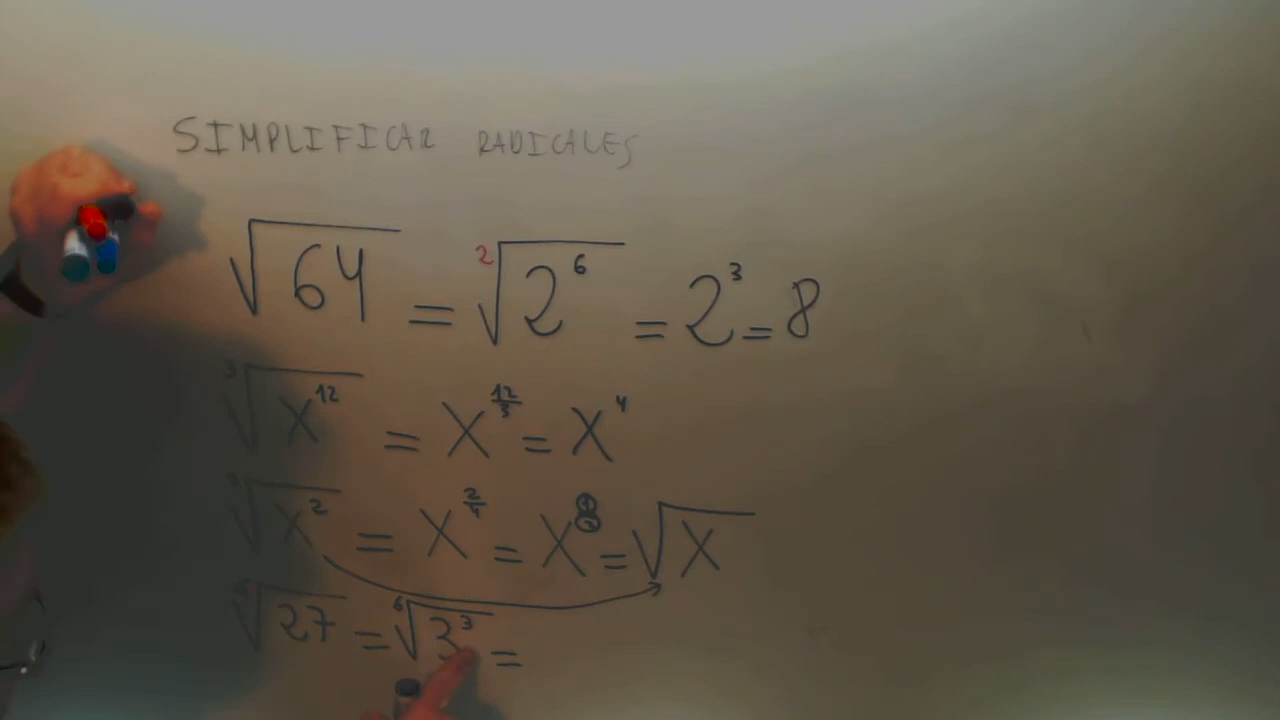 SIMPLIFICAR RADICALES
√64 = ²√2⁶ = 2³ = 8
³√x¹² = x^(12/3) = x⁴
⁴√x² = x^(2/4) = x^(1/2) = √x
⁶√27 = ⁶√3³ =